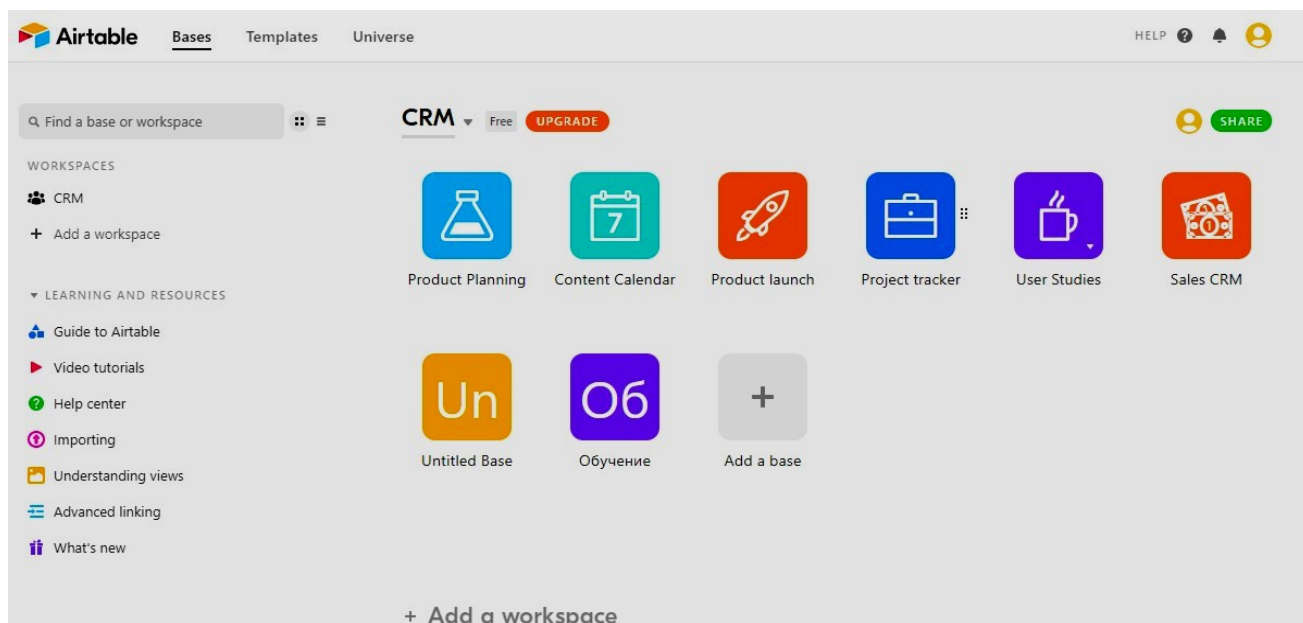 Airtable Bases Templates Universe HELP
Find a base or workspace
WORKSPACES
CRM
+ Add a workspace
LEARNING AND RESOURCES
Guide to Airtable
Video tutorials
Help center
Importing
Understanding views
Advanced linking
What's new
CRM Free UPGRADE SHARE
7
1
Product Planning Content Calendar Product launch Project tracker User Studies Sales CRM
Un Об +
Untitled Base Обучение Add a base
+ Add a workspace